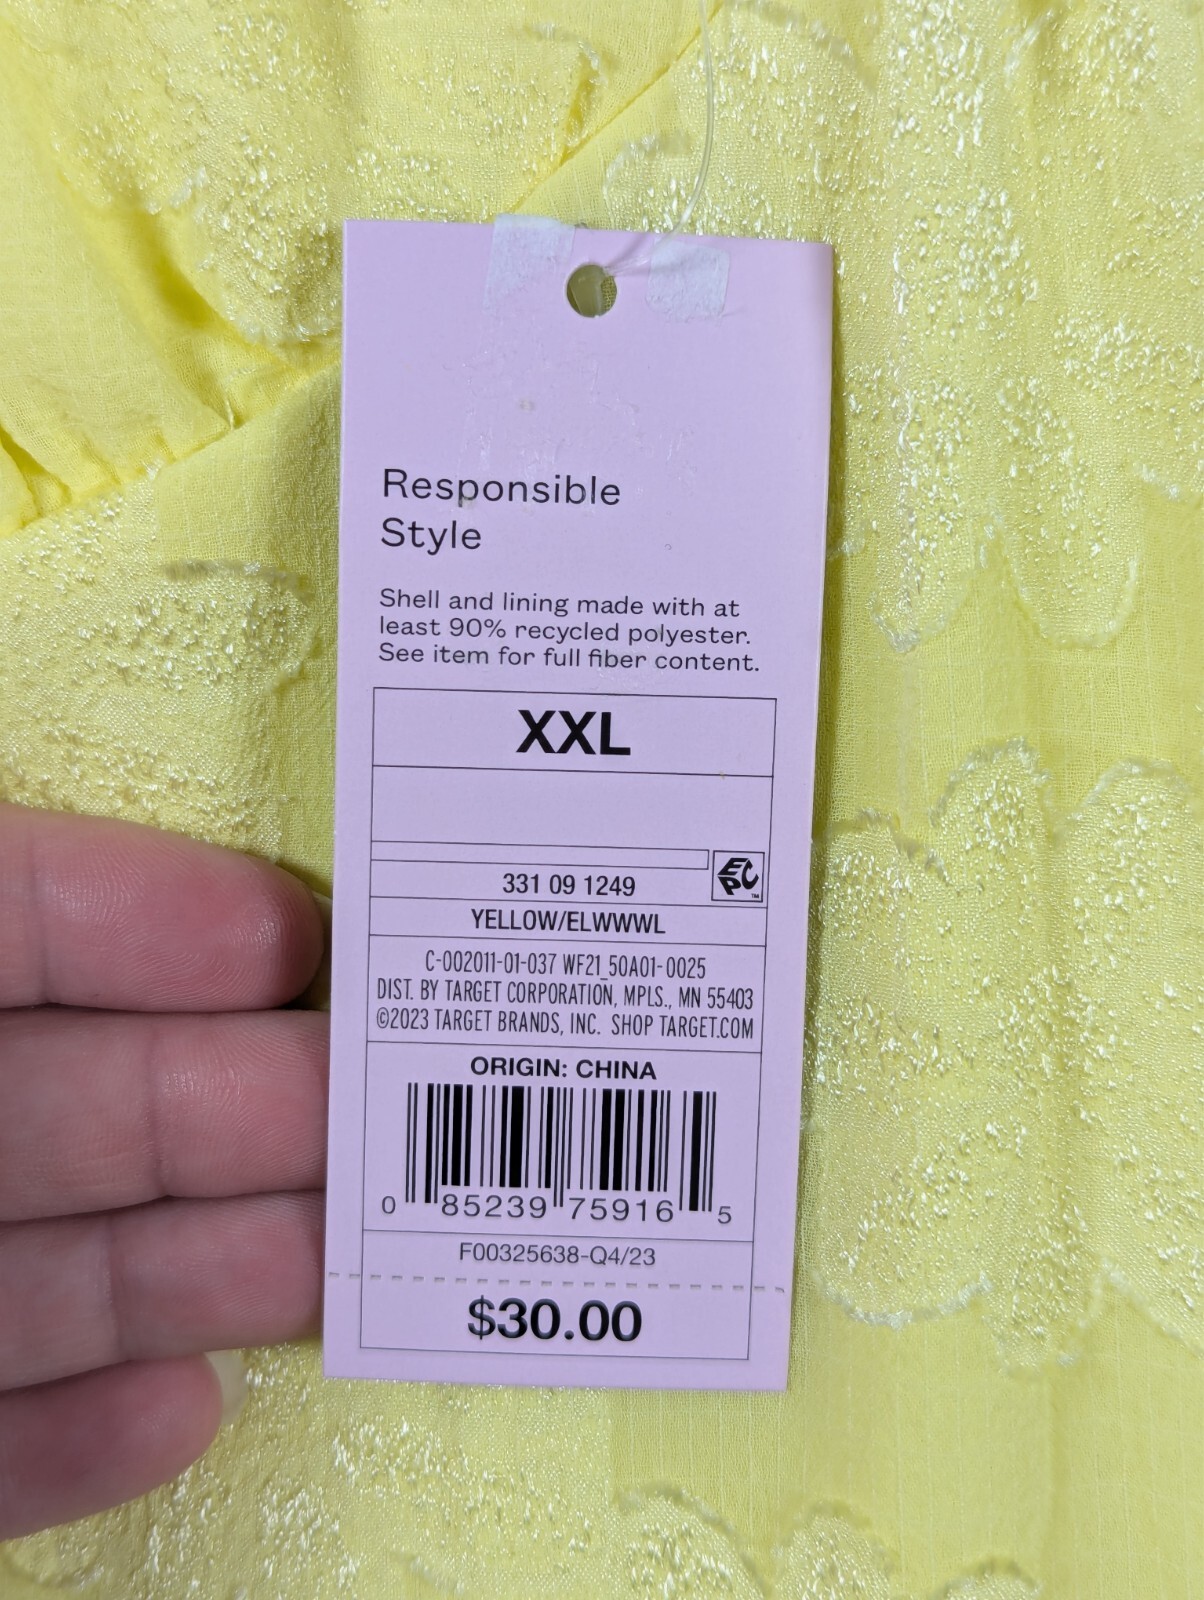 Responsible
Style
Shell and lining made with at
least 90% recycled polyester.
See item for full fiber content.
XXL
EPC™
331 09 1249
YELLOW/ELWWWL
C-002011-01-037 WF21_50A01-0025
DIST. BY TARGET CORPORATION, MPLS., MN 55403
©2023 TARGET BRANDS, INC. SHOP TARGET.COM
ORIGIN: CHINA
0 85239 75916 5
F00325638-Q4/23
$30.00